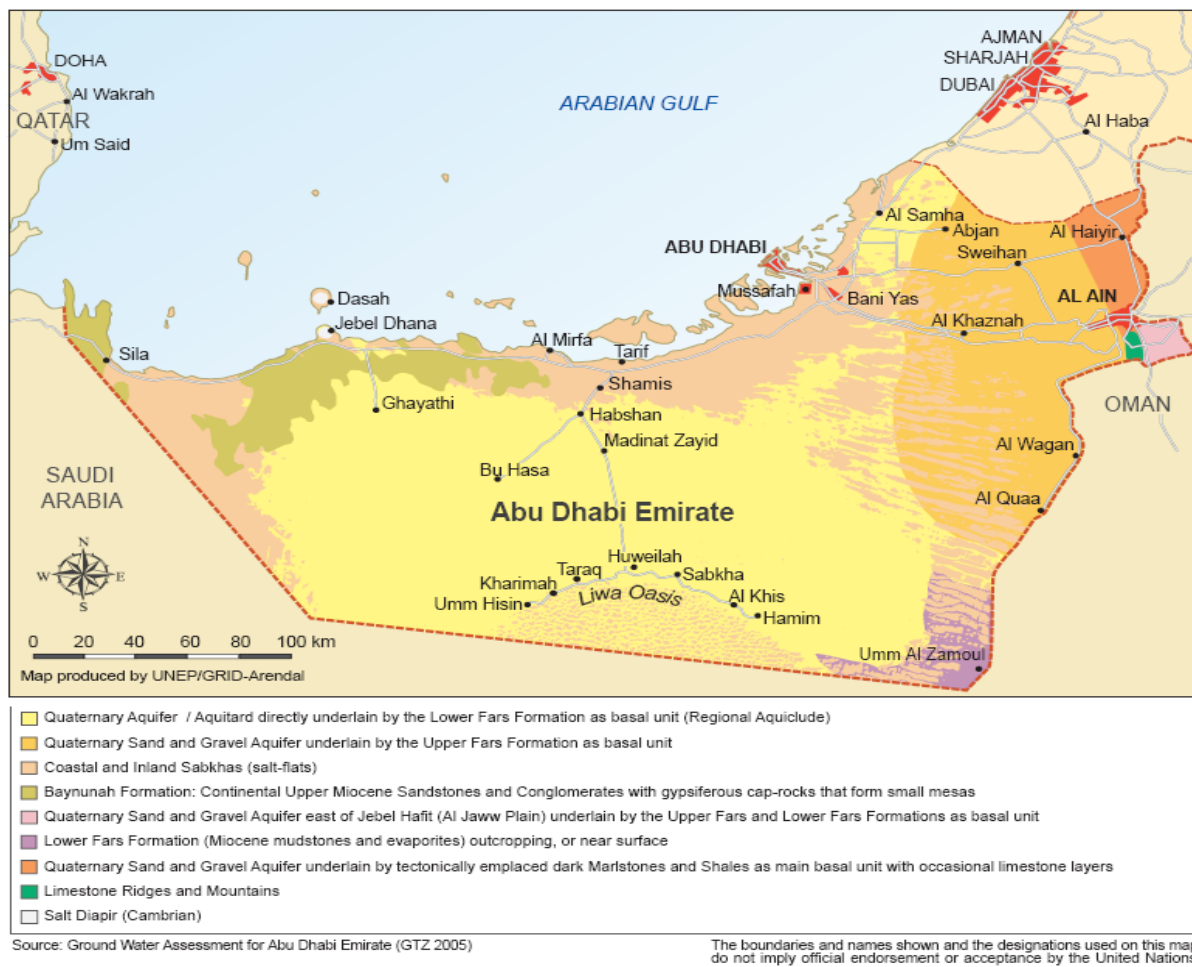 AJMAN
SHARJAH
DUBAI
DOHA
Al Wakrah
QATAR
Um Said
ARABIAN GULF
Al Haba
Al Samha
Abjan
Al Haiyir
ABU DHABI
Sweihan
Dasah
Mussafah
Bani Yas
AL AIN
Jebel Dhana
Al Khaznah
Al Mirfa
Tarif
Sila
Shamis
OMAN
Ghayathi
Habshan
Madinat Zayid
Al Wagan
SAUDI
ARABIA
Bu Hasa
Al Quaa
Abu Dhabi Emirate
N
W E
S
Huweilah
Taraq
Sabkha
Kharimah
Liwa Oasis
Al Khis
Umm Hisin
Hamim
0 20 40 60 80 100 km
Umm Al Zamoul
Map produced by UNEP/GRID-Arendal
Quaternary Aquifer / Aquitard directly underlain by the Lower Fars Formation as basal unit (Regional Aquiclude)
Quaternary Sand and Gravel Aquifer underlain by the Upper Fars Formation as basal unit
Coastal and Inland Sabkhas (salt-flats)
Baynunah Formation: Continental Upper Miocene Sandstones and Conglomerates with gypsiferous cap-rocks that form small mesas
Quaternary Sand and Gravel Aquifer east of Jebel Hafit (Al Jaww Plain) underlain by the Upper Fars and Lower Fars Formations as basal unit
Lower Fars Formation (Miocene mudstones and evaporites) outcropping, or near surface
Quaternary Sand and Gravel Aquifer underlain by tectonically emplaced dark Marlstones and Shales as main basal unit with occasional limestone layers
Limestone Ridges and Mountains
Salt Diapir (Cambrian)
Source: Ground Water Assessment for Abu Dhabi Emirate (GTZ 2005)
The boundaries and names shown and the designations used on this map
do not imply official endorsement or acceptance by the United Nations